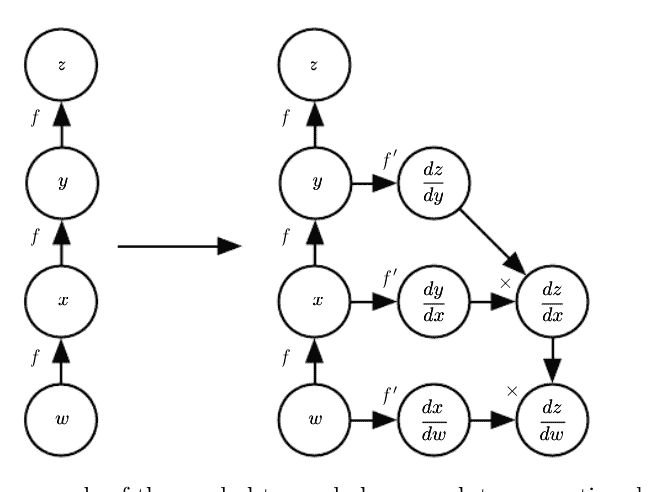 z z
f f
y f′ dz/dy
y
f f
x f′ dy/dx × dz/dx
x
f f
w f′ dx/dw × dz/dw
w